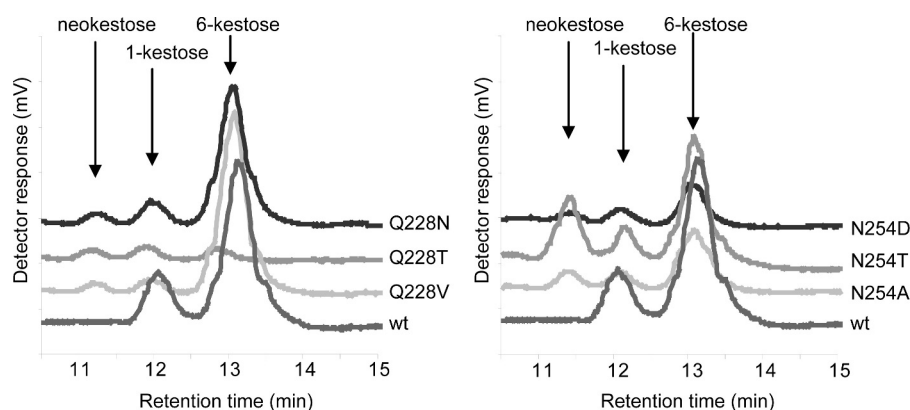 neokestose
1-kestose
6-kestose
Detector response (mV)
Q228N
Q228T
Q228V
wt
11 12 13 14 15
Retention time (min)
neokestose
1-kestose
6-kestose
Detector response (mV)
N254D
N254T
N254A
wt
11 12 13 14 15
Retention time (min)